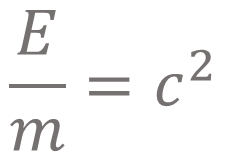 E/m = c²